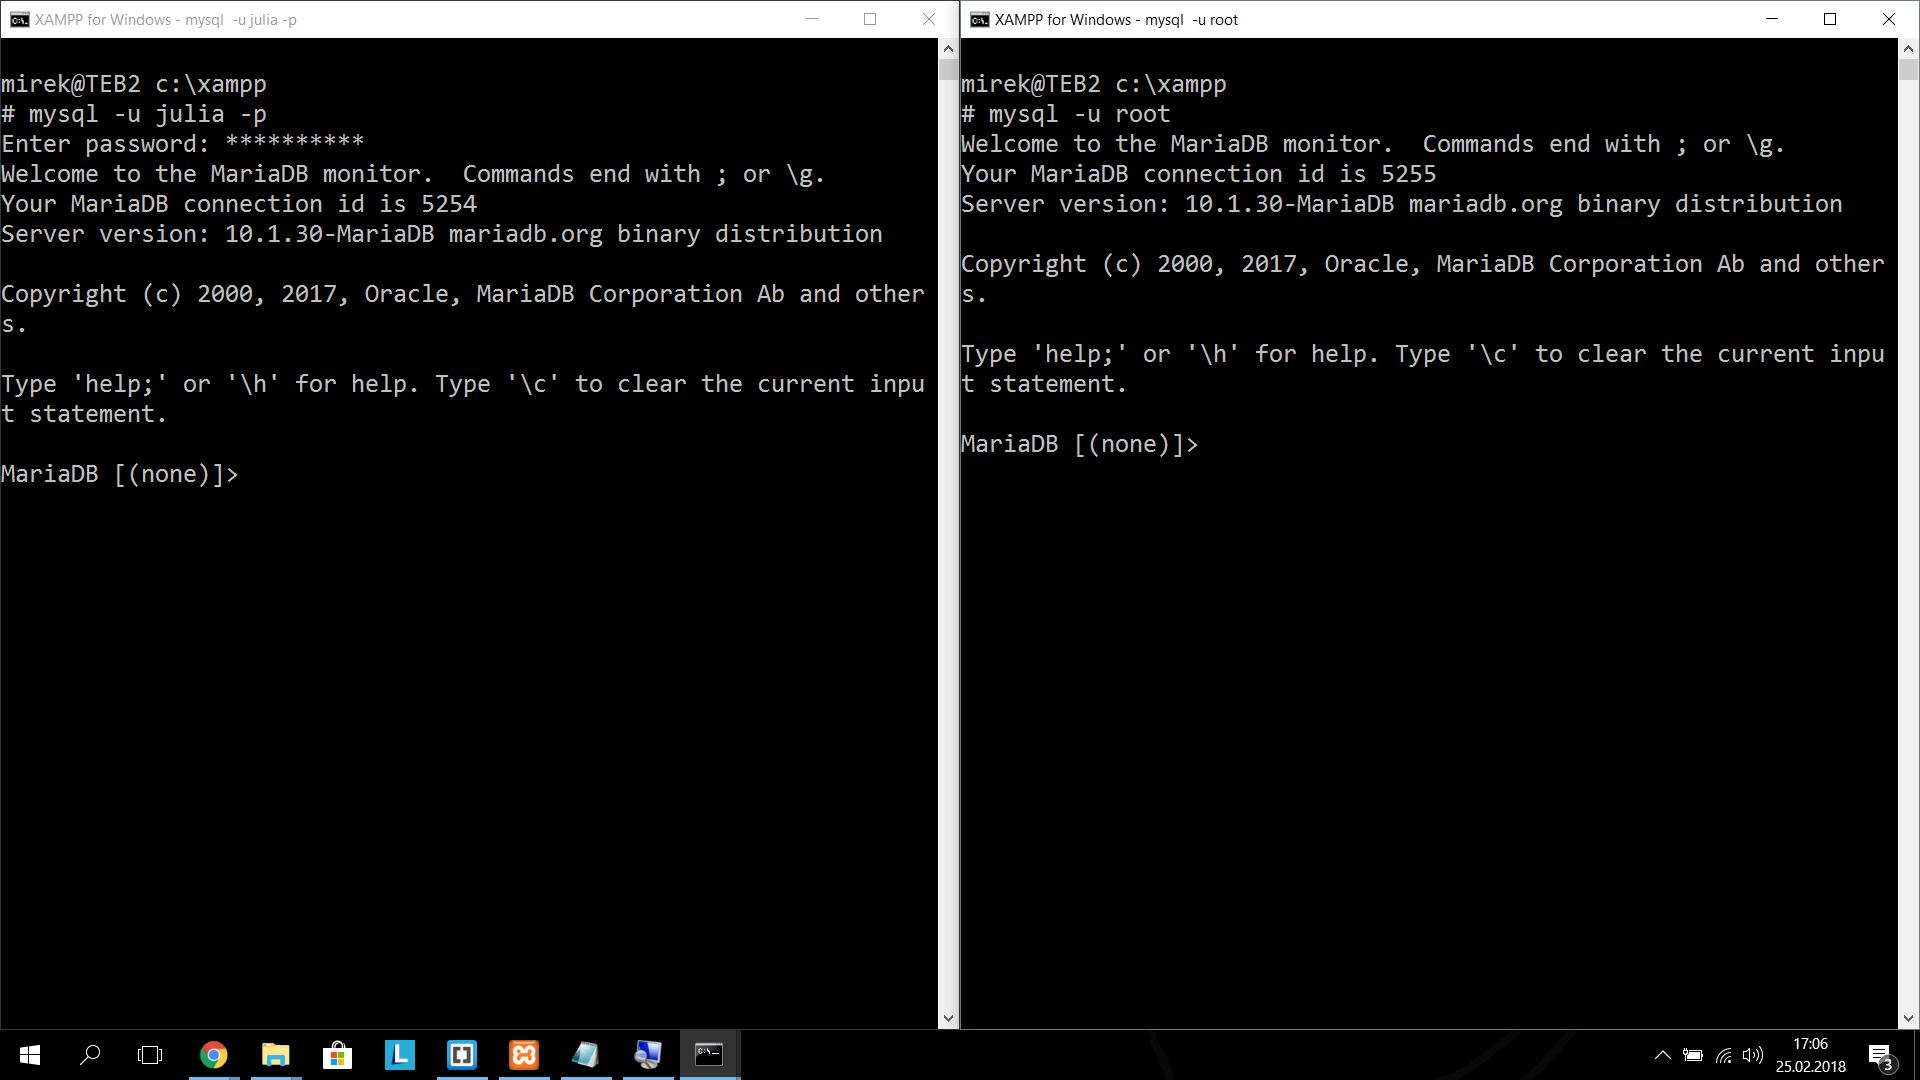 XAMPP for Windows - mysql  -u julia -p
mirek@TEB2 c:\xampp
# mysql -u julia -p
Enter password: **********
Welcome to the MariaDB monitor.  Commands end with ; or \g.
Your MariaDB connection id is 5254
Server version: 10.1.30-MariaDB mariadb.org binary distribution
Copyright (c) 2000, 2017, Oracle, MariaDB Corporation Ab and other
s.
Type 'help;' or '\h' for help. Type '\c' to clear the current inpu
t statement.
MariaDB [(none)]>
XAMPP for Windows - mysql  -u root
mirek@TEB2 c:\xampp
# mysql -u root
Welcome to the MariaDB monitor.  Commands end with ; or \g.
Your MariaDB connection id is 5255
Server version: 10.1.30-MariaDB mariadb.org binary distribution
Copyright (c) 2000, 2017, Oracle, MariaDB Corporation Ab and other
s.
Type 'help;' or '\h' for help. Type '\c' to clear the current inpu
t statement.
MariaDB [(none)]>
L
17:06
25.02.2018
3